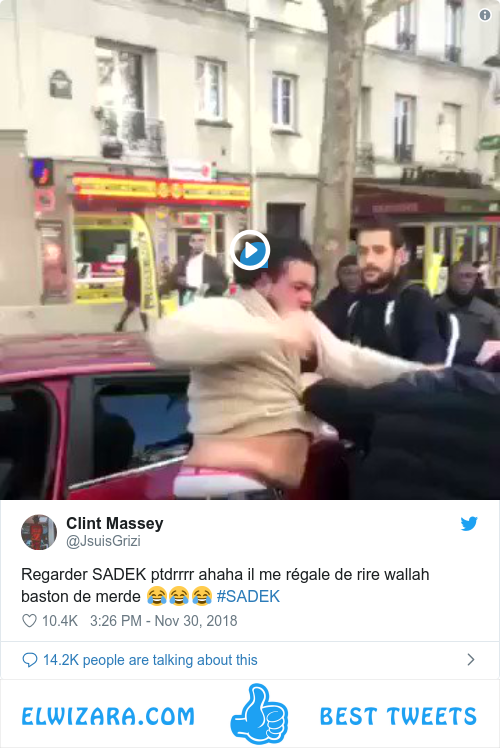 Clint Massey
@JsuisGrizi
Regarder SADEK ptdrrrr ahaha il me régale de rire wallah
baston de merde 😂😂😂 #SADEK
10.4K 3:26 PM - Nov 30, 2018
14.2K people are talking about this
ELWIZARA.COM BEST TWEETS